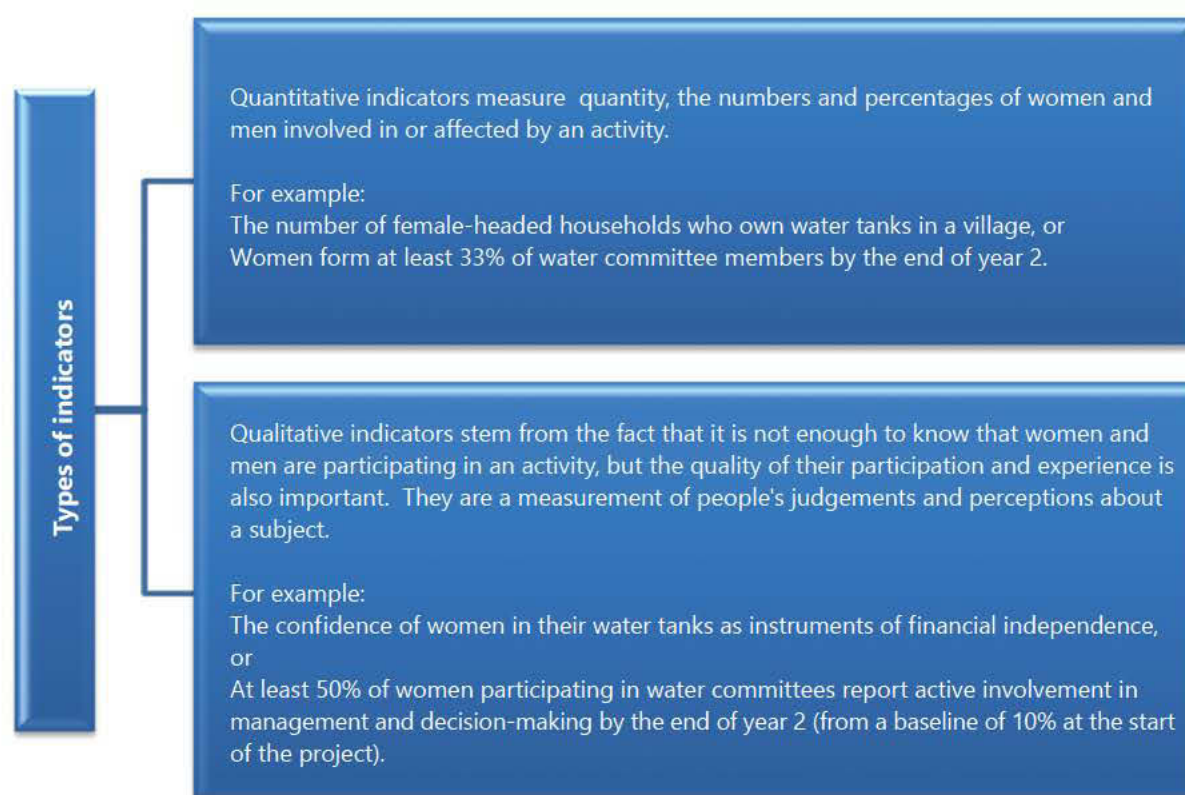 Types of indicators
Quantitative indicators measure  quantity, the numbers and percentages of women and
men involved in or affected by an activity.
For example:
The number of female-headed households who own water tanks in a village, or
Women form at least 33% of water committee members by the end of year 2.
Qualitative indicators stem from the fact that it is not enough to know that women and
men are participating in an activity, but the quality of their participation and experience is
also important.  They are a measurement of people's judgements and perceptions about
a subject.
For example:
The confidence of women in their water tanks as instruments of financial independence,
or
At least 50% of women participating in water committees report active involvement in
management and decision-making by the end of year 2 (from a baseline of 10% at the start
of the project).